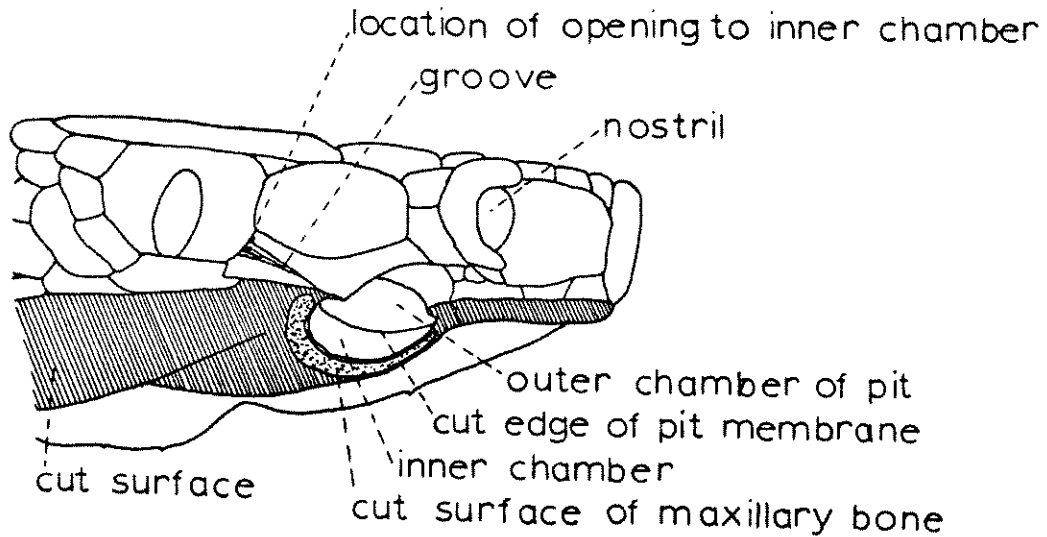 location of opening to inner chamber
groove
nostril
outer chamber of pit
cut edge of pit membrane
inner chamber
cut surface
cut surface of maxillary bone